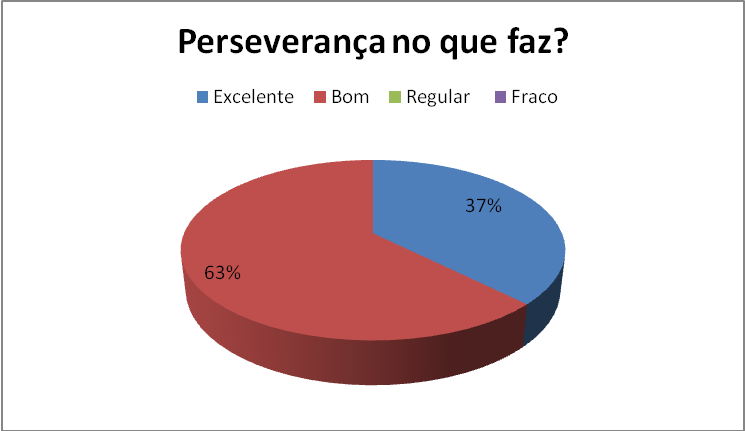 Perseverança no que faz?
Excelente Bom Regular Fraco
37%
63%